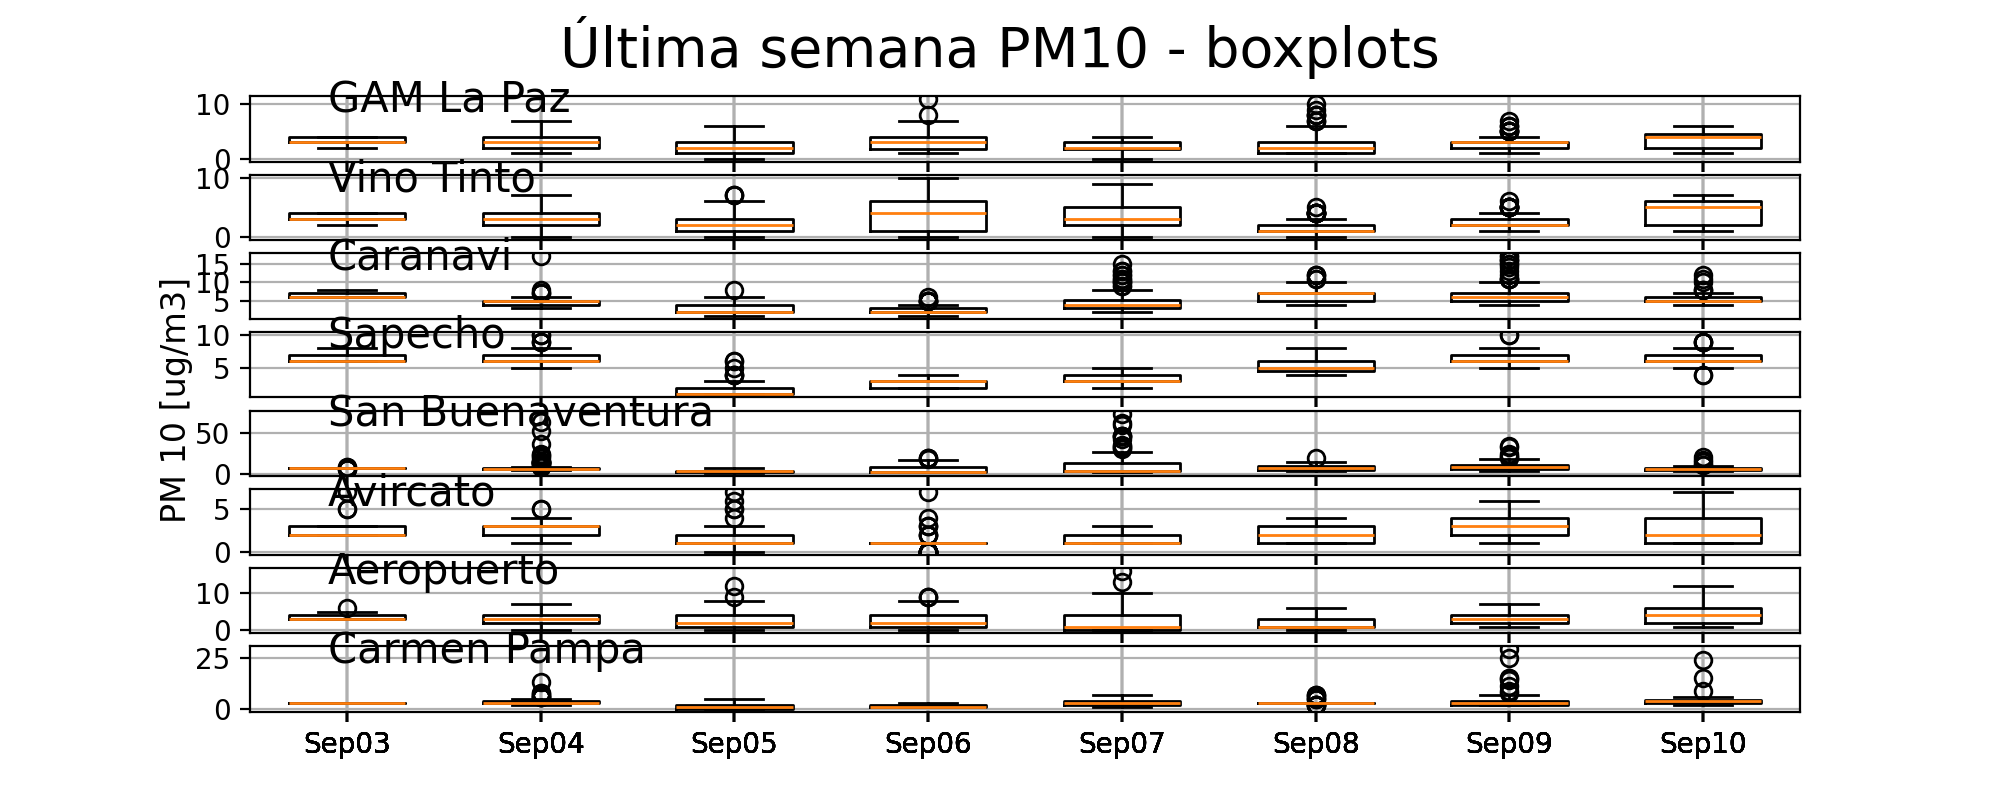 Última semana PM10 - boxplots
GAM La Paz
10
0
Vino Tinto
10
0
Caranavi
15
10
5
Sapecho
10
5
San Buenaventura
50
0
Avircato
5
0
Aeropuerto
10
0
Carmen Pampa
25
0
PM 10 [ug/m3]
Sep03 Sep04 Sep05 Sep06 Sep07 Sep08 Sep09 Sep10